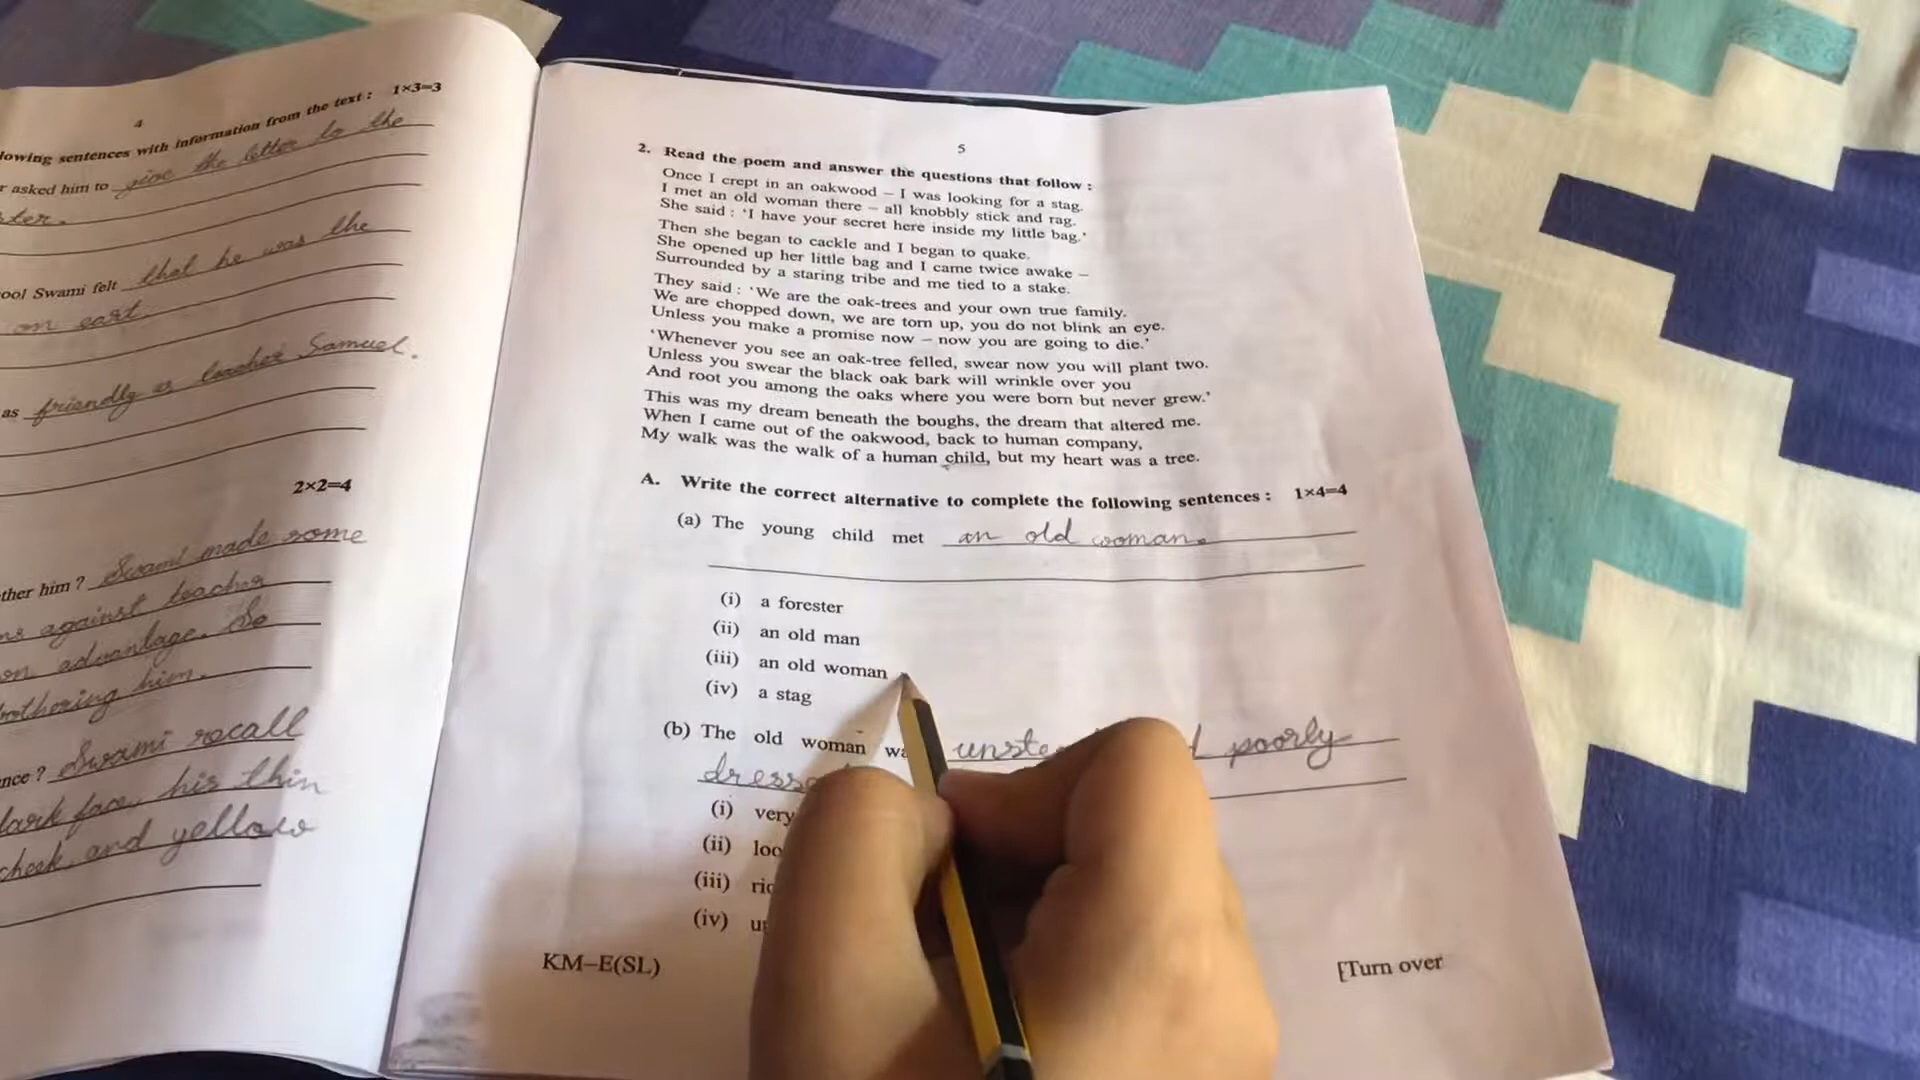 4
lowing sentences with information from the text : 1×3=3
r asked him to give the letter to the
ster.
ool Swami felt that he was the
on eart
as friendly as teacher Samuel.
2×2=4
ther him ? Swami made some
ns against teacher
on advantage. So
bothering him.
nce ? Swami recall
dark face, his thin
cheek and yellow
5
2. Read the poem and answer the questions that follow :
Once I crept in an oakwood – I was looking for a stag.
I met an old woman there – all knobbly stick and rag.
She said : 'I have your secret here inside my little bag.'
Then she began to cackle and I began to quake.
She opened up her little bag and I came twice awake –
Surrounded by a staring tribe and me tied to a stake.
They said : 'We are the oak-trees and your own true family.
We are chopped down, we are torn up, you do not blink an eye.
Unless you make a promise now – now you are going to die.'
'Whenever you see an oak-tree felled, swear now you will plant two.
Unless you swear the black oak bark will wrinkle over you
And root you among the oaks where you were born but never grew.'
This was my dream beneath the boughs, the dream that altered me.
When I came out of the oakwood, back to human company,
My walk was the walk of a human child, but my heart was a tree.
A. Write the correct alternative to complete the following sentences : 1×4=4
(a) The young child met an old woman.
(i) a forester
(ii) an old man
(iii) an old woman
(iv) a stag
(b) The old woman wa unste d poorly
dresse
(i) very
(ii) loo
(iii) ric
(iv) u
KM–E(SL) [Turn over